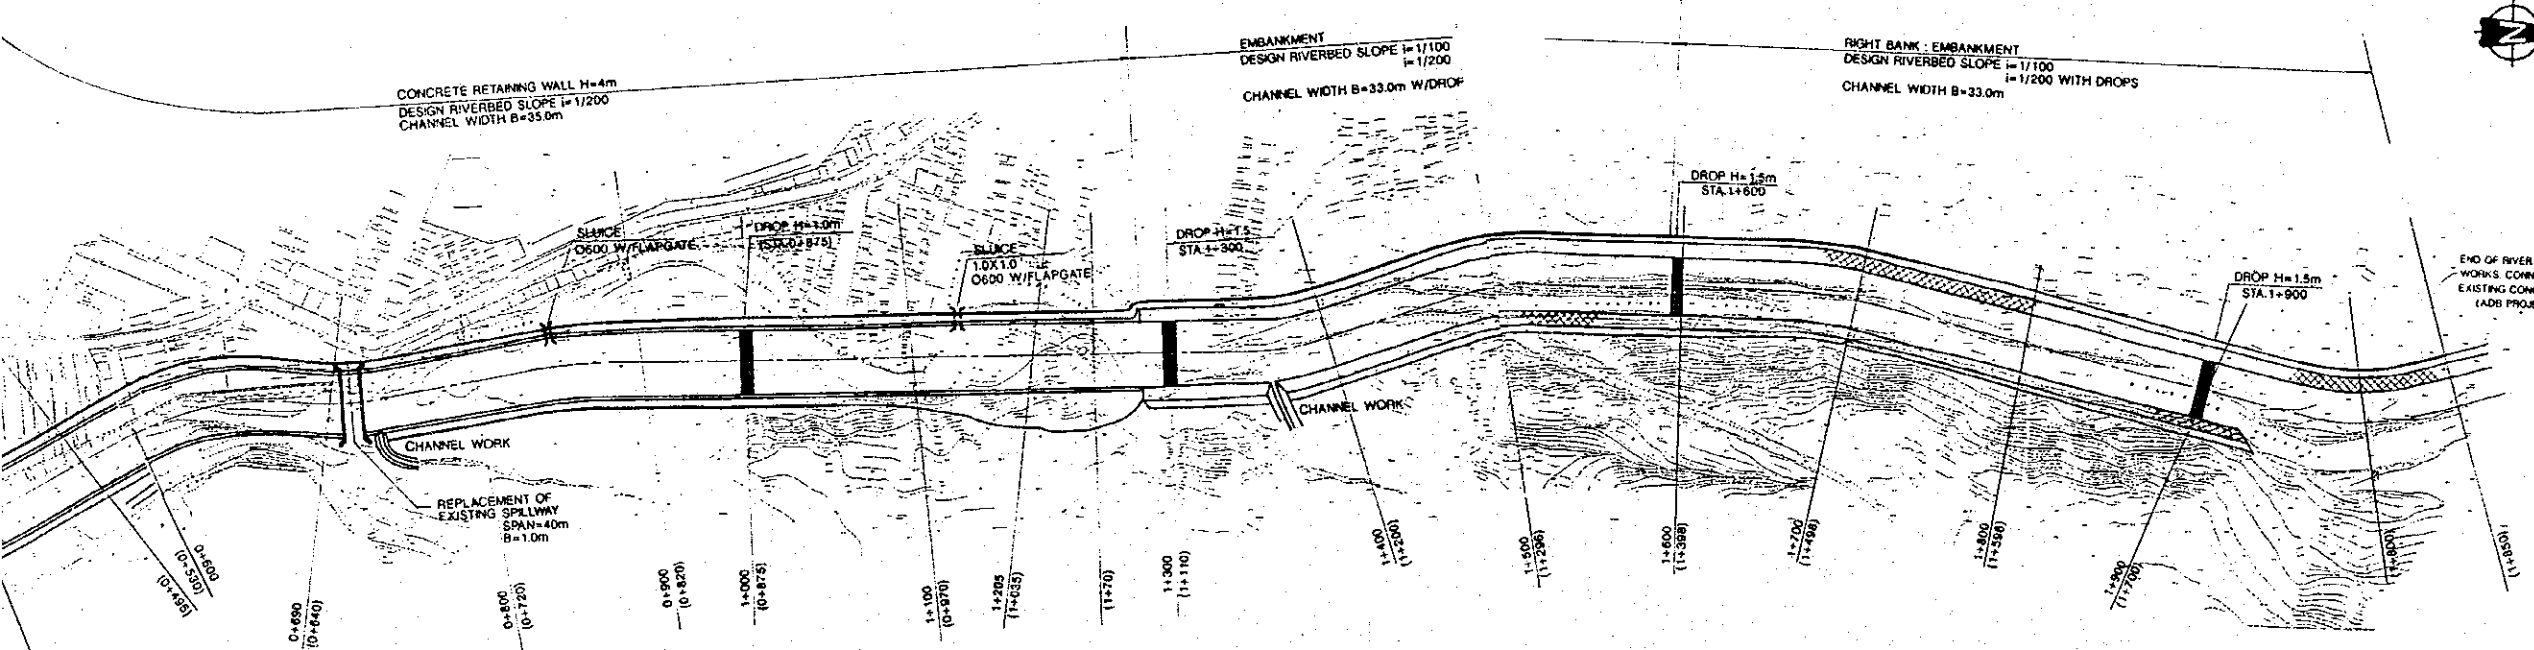 CONCRETE RETAINING WALL H=4m
DESIGN RIVERBED SLOPE i=1/200
CHANNEL WIDTH B=35.0m
EMBANKMENT
DESIGN RIVERBED SLOPE i=1/100
i=1/200
CHANNEL WIDTH B=33.0m W/DROP
RIGHT BANK : EMBANKMENT
DESIGN RIVERBED SLOPE i=1/100
i=1/200 WITH DROPS
CHANNEL WIDTH B=33.0m
N
SLUICE
O600 W/FLAPGATE
DROP H=1.0m
(STA.0+875)
SLUICE
1.0X1.0
O600 W/FLAPGATE
DROP H=1.5
STA.1+300
DROP H=1.5m
STA.1+600
DROP H=1.5m
STA.1+900
END OF RIVER
WORKS. CONN
EXISTING CON
(ADB PROJ
CHANNEL WORK
CHANNEL WORK
REPLACEMENT OF
EXISTING SPILLWAY
SPAN=40m
B=1.0m
(0+495)
0+600
(0+530)
0+690
(0+640)
0+800
(0+720)
0+900
(0+820)
1+000
(0+875)
1+100
(0+970)
1+205
(1+035)
(1+70)
1+300
(1+110)
1+400
(1+200)
1+500
(1+296)
1+600
(1+398)
1+700
(1+498)
1+800
(1+598)
1+900
(1+700)
(1+800)
(1+850)